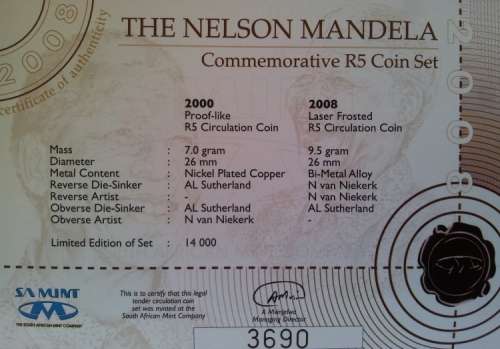 2008
certificate of authenticity
THE NELSON MANDELA
Commemorative R5 Coin Set
2000 2008
Proof-like Laser Frosted
R5 Circulation Coin R5 Circulation Coin
Mass : 7.0 gram 9.5 gram
Diameter : 26 mm 26 mm
Metal Content : Nickel Plated Copper Bi-Metal Alloy
Reverse Die-Sinker : AL Sutherland N van Niekerk
Reverse Artist : - N van Niekerk
Obverse Die-Sinker : AL Sutherland AL Sutherland
Obverse Artist : N van Niekerk -
Limited Edition of Set : 14 000
2008
SA MINT
THE SOUTH AFRICAN MINT COMPANY
This is to certify that this legal
tender circulation coin
set was minted at the
South African Mint Company
A Mangiwa
Managing Director
3690